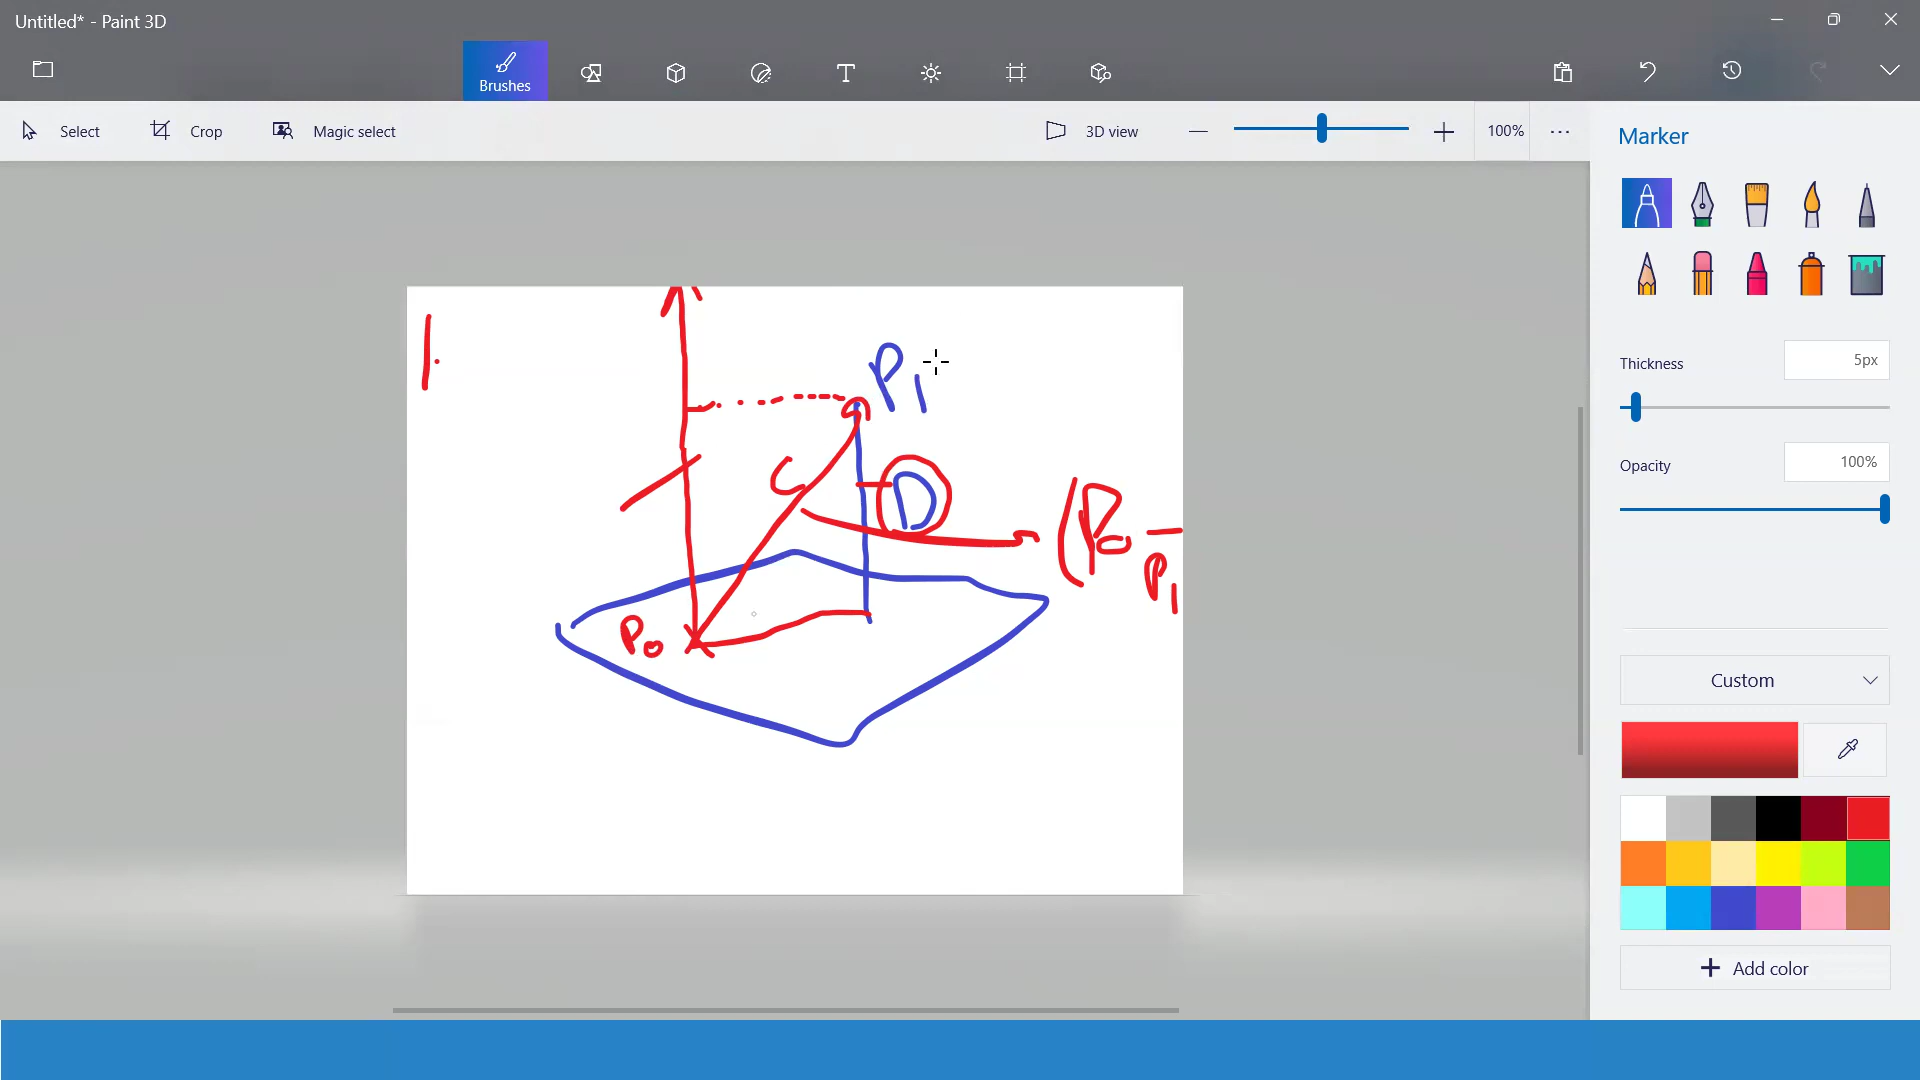 Untitled* - Paint 3D
Brushes
Select
Crop
Magic select
3D view
100%
Marker
Thickness
5px
Opacity
100%
Custom
Add color
1.
P1
C
D
(P0 -
P1
P0